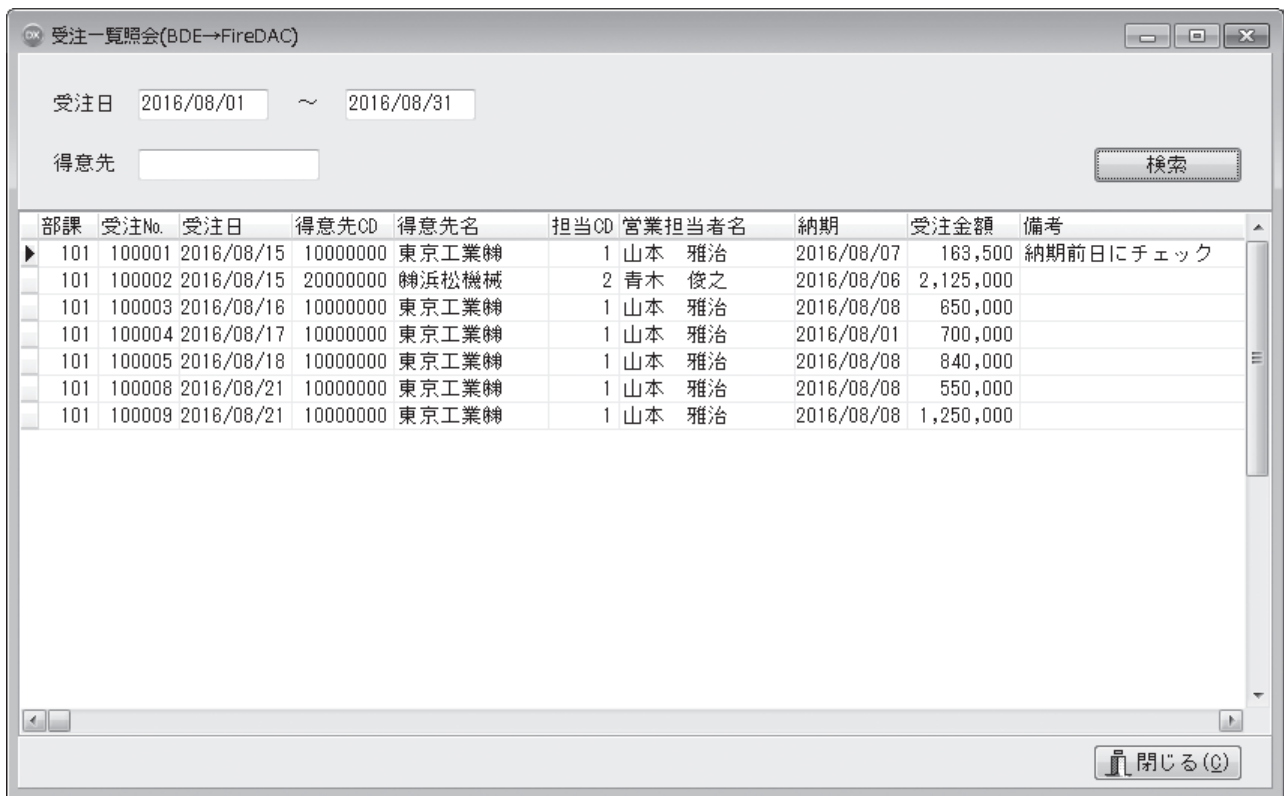 受注一覧照会(BDE→FireDAC)
受注日 2016/08/01 ～ 2016/08/31
得意先
検索
部課 受注№ 受注日 得意先CD 得意先名 担当CD 営業担当者名 納期 受注金額 備考
101 100001 2016/08/15 10000000 東京工業㈱ 1 山本　雅治 2016/08/07 163,500 納期前日にチェック
101 100002 2016/08/15 20000000 ㈱浜松機械 2 青木　俊之 2016/08/06 2,125,000
101 100003 2016/08/16 10000000 東京工業㈱ 1 山本　雅治 2016/08/08 650,000
101 100004 2016/08/17 10000000 東京工業㈱ 1 山本　雅治 2016/08/01 700,000
101 100005 2016/08/18 10000000 東京工業㈱ 1 山本　雅治 2016/08/08 840,000
101 100008 2016/08/21 10000000 東京工業㈱ 1 山本　雅治 2016/08/08 550,000
101 100009 2016/08/21 10000000 東京工業㈱ 1 山本　雅治 2016/08/08 1,250,000
閉じる(C)